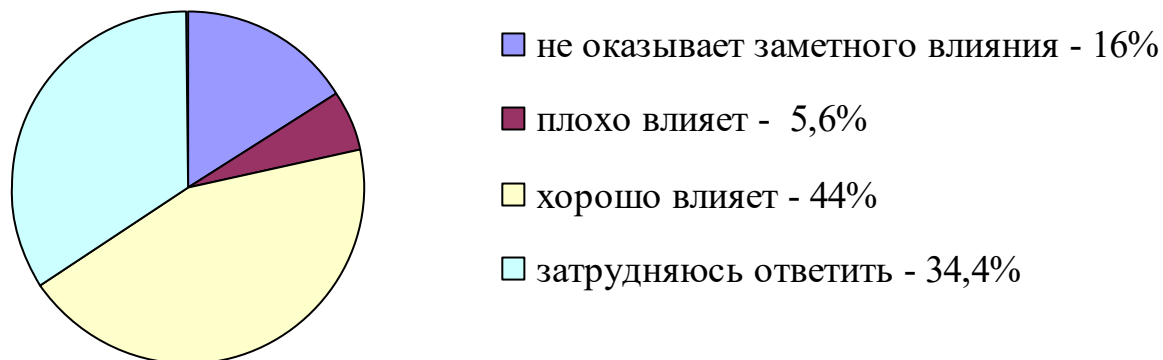 не оказывает заметного влияния - 16%
плохо влияет -  5,6%
хорошо влияет - 44%
затрудняюсь ответить - 34,4%